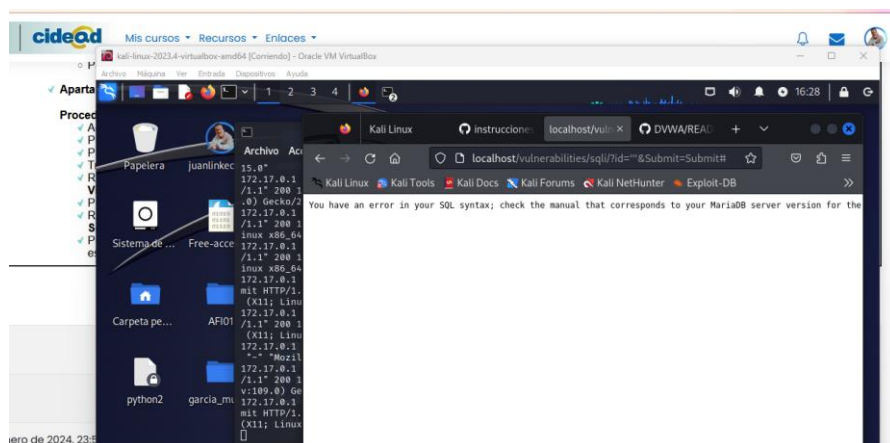 cidead Mis cursos Recursos Enlaces
kali-linux-2023.4-virtualbox-amd64 [Corriendo] - Oracle VM VirtualBox
Archivo Máquina Ver Entrada Dispositivos Ayuda
1 2 3 4 16:28
Aparta
Proced
Kali Linux instruccione localhost/vuln DVWA/READ
Archivo Acc
localhost/vulnerabilities/sqli/?id='"&Submit=Submit#
Kali Linux Kali Tools Kali Docs Kali Forums Kali NetHunter Exploit-DB
You have an error in your SQL syntax; check the manual that corresponds to your MariaDB server version for the
Papelera juanlinkec
Sistema de ... Free-acce
Carpeta pe... AFI01
python2 garcia_mu
15.0"
172.17.0.1
/1.1" 200 1
.0) Gecko/2
172.17.0.1
/1.1" 200 1
inux x86_64
172.17.0.1
/1.1" 200 1
inux x86_64
172.17.0.1
mit HTTP/1.
(X11; Linu
172.17.0.1
/1.1" 200 1
(X11; Linu
172.17.0.1
"-" "Mozil
172.17.0.1
/1.1" 200 1
v:109.0) Ge
172.17.0.1
mit HTTP/1.
(X11; Linux
ero de 2024, 23:5